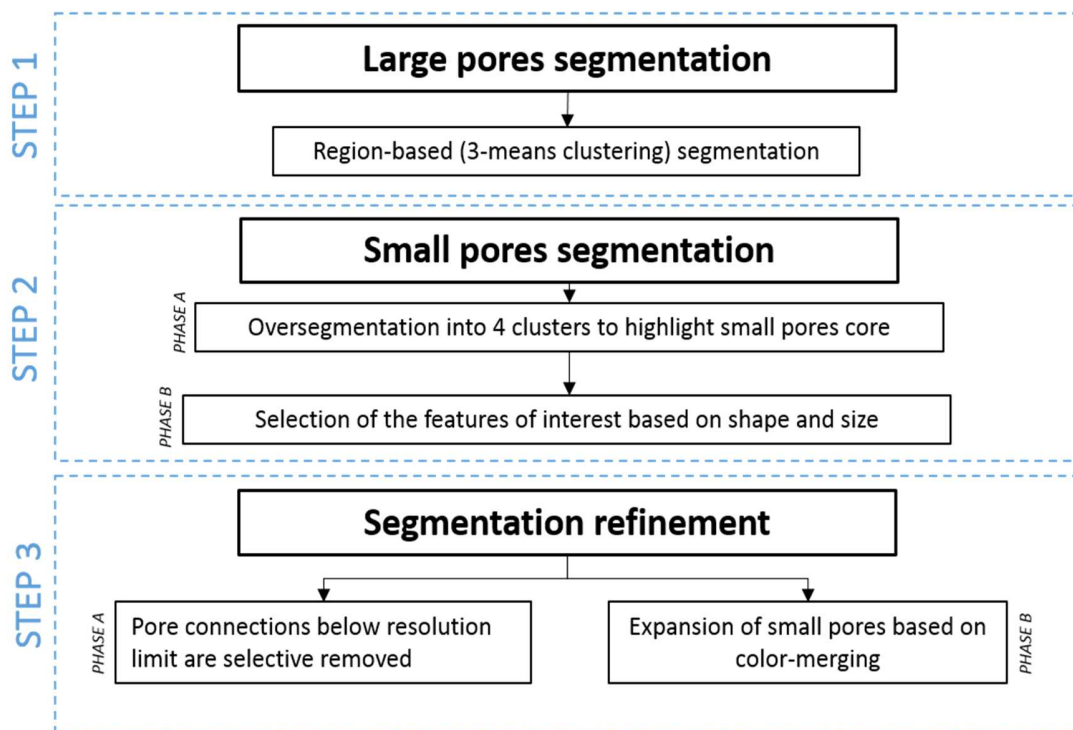 STEP 1
Large pores segmentation
Region-based (3-means clustering) segmentation
STEP 2
Small pores segmentation
PHASE A
Oversegmentation into 4 clusters to highlight small pores core
PHASE B
Selection of the features of interest based on shape and size
STEP 3
Segmentation refinement
PHASE A
Pore connections below resolution
limit are selective removed
Expansion of small pores based on
color-merging
PHASE B